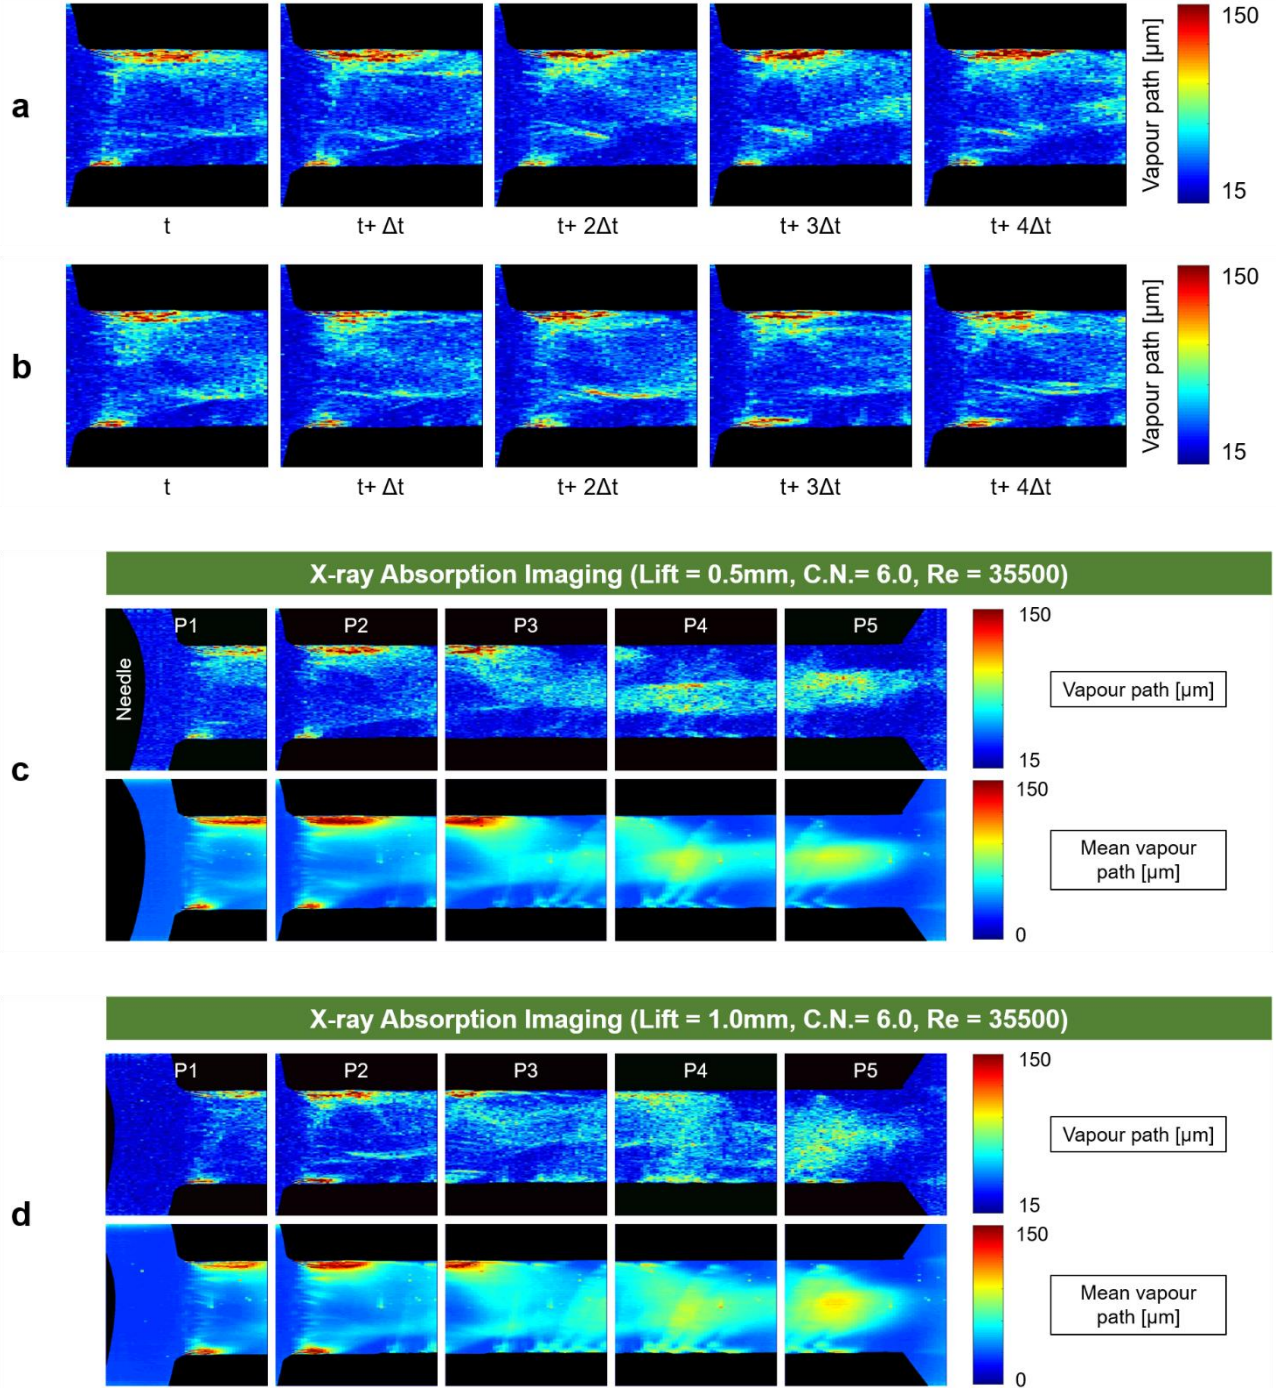 a
t
t+ Δt
t+ 2Δt
t+ 3Δt
t+ 4Δt
Vapour path [µm]
150
15
b
t
t+ Δt
t+ 2Δt
t+ 3Δt
t+ 4Δt
Vapour path [µm]
150
15
X-ray Absorption Imaging (Lift = 0.5mm, C.N.= 6.0, Re = 35500)
c
Needle
P1
P2
P3
P4
P5
150
15
Vapour path [µm]
150
0
Mean vapour
path [µm]
X-ray Absorption Imaging (Lift = 1.0mm, C.N.= 6.0, Re = 35500)
d
P1
P2
P3
P4
P5
150
15
Vapour path [µm]
150
0
Mean vapour
path [µm]